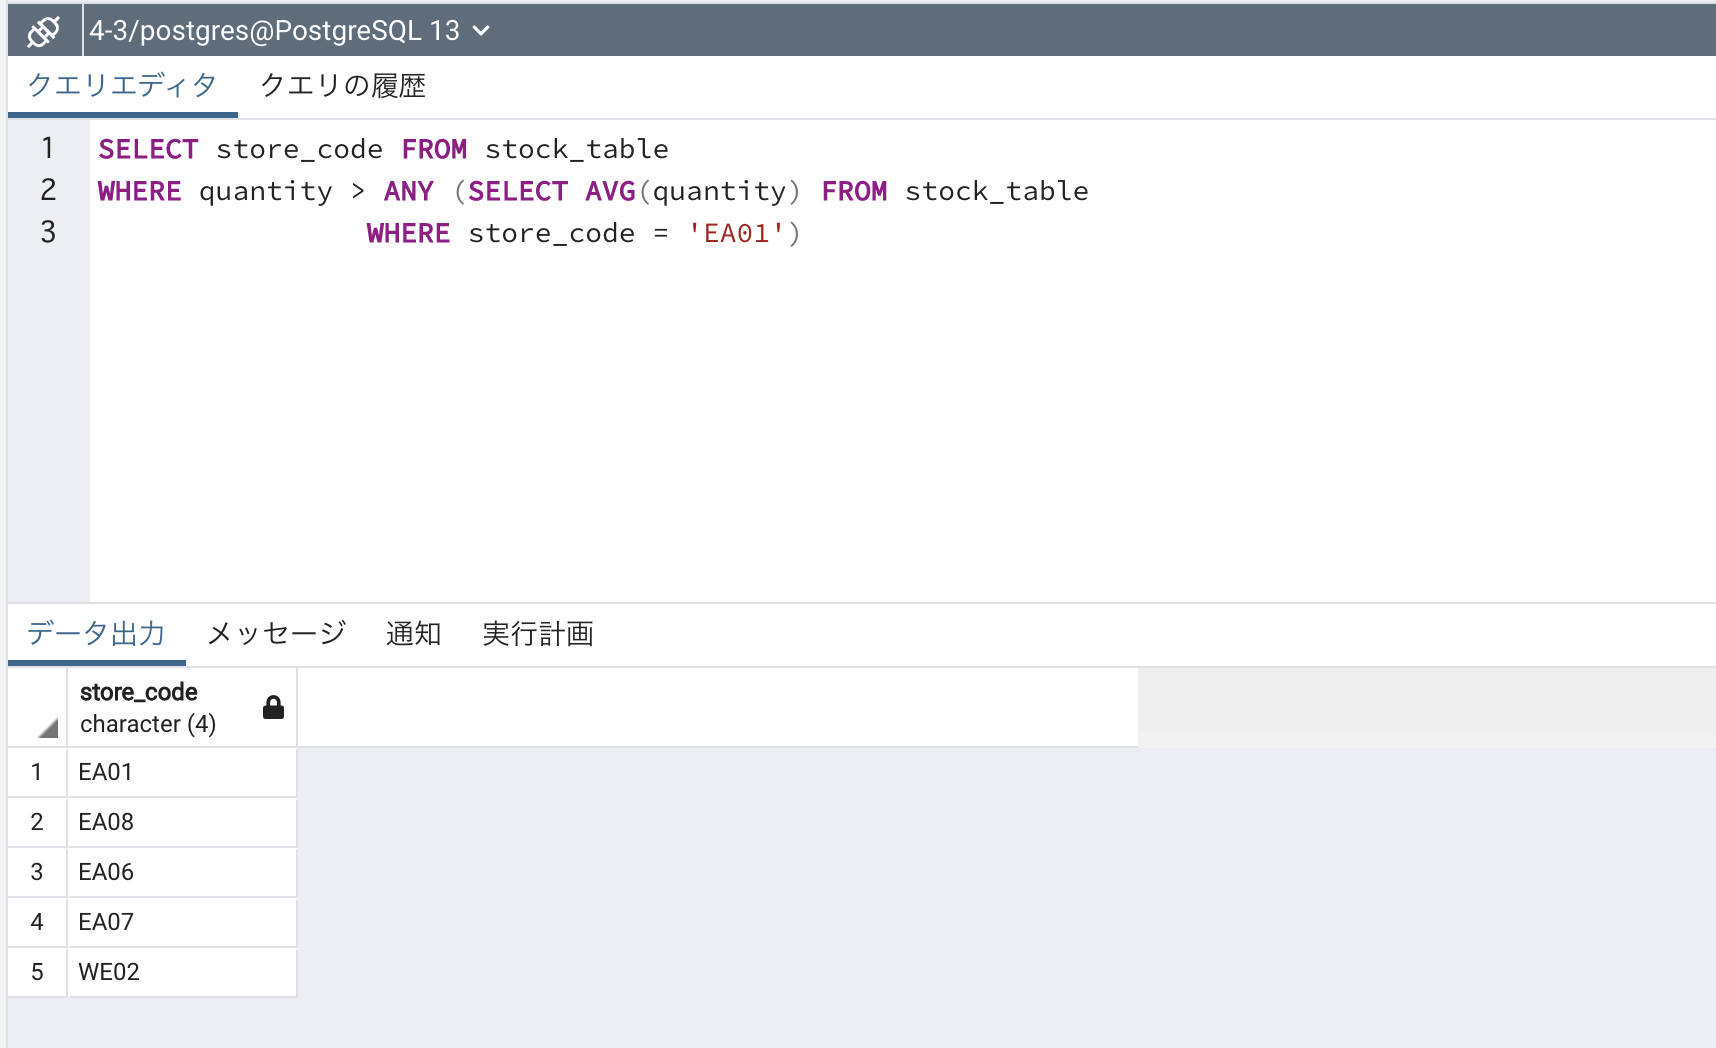 4-3/postgres@PostgreSQL 13
クエリエディタ クエリの履歴
1 SELECT store_code FROM stock_table
2 WHERE quantity > ANY (SELECT AVG(quantity) FROM stock_table
3 WHERE store_code = 'EA01')
データ出力 メッセージ 通知 実行計画
store_code
character (4)
1 EA01
2 EA08
3 EA06
4 EA07
5 WE02